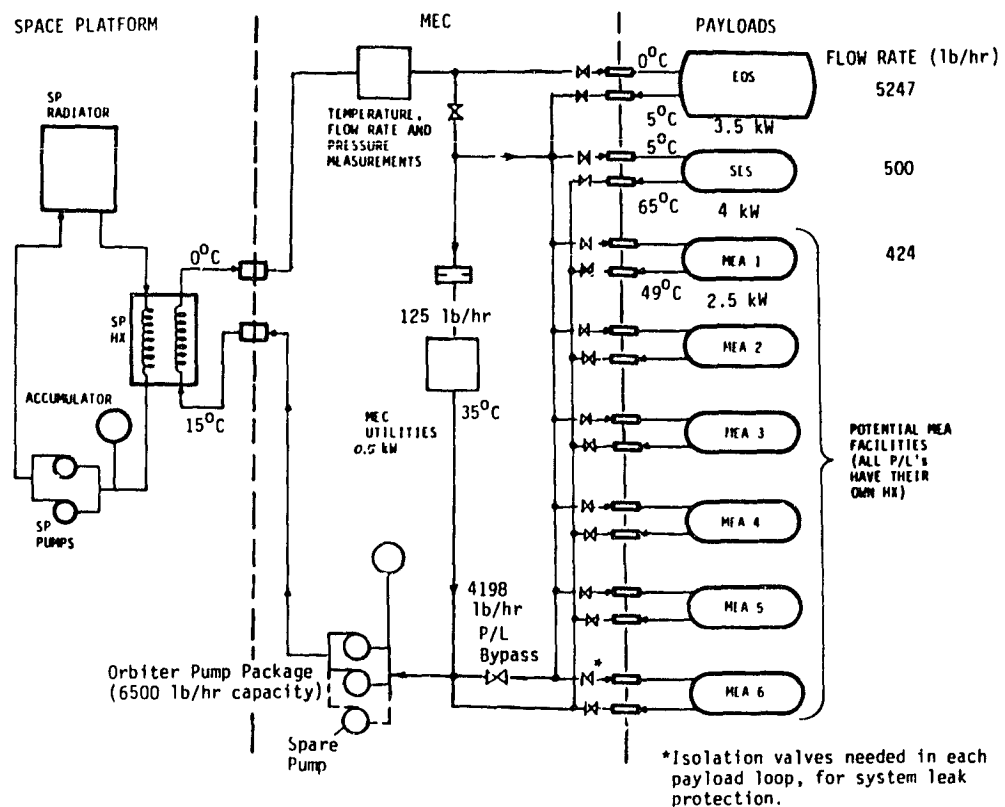 SPACE PLATFORM
MEC
PAYLOADS
FLOW RATE (lb/hr)
SP
RADIATOR
TEMPERATURE,
FLOW RATE AND
PRESSURE
MEASUREMENTS
0°C
EOS
5247
5°C
3.5 kW
5°C
SES
500
65°C
4 kW
0°C
MEA 1
424
49°C
2.5 kW
SP
HX
125 lb/hr
MEA 2
ACCUMULATOR
15°C
35°C
MEC
UTILITIES
0.5 kW
MEA 3
POTENTIAL MEA
FACILITIES
(ALL P/L's
HAVE THEIR
OWN HX)
SP
PUMPS
MEA 4
4198
lb/hr
P/L
Bypass
MEA 5
Orbiter Pump Package
(6500 lb/hr capacity)
*
MEA 6
Spare
Pump
*Isolation valves needed in each
payload loop, for system leak
protection.